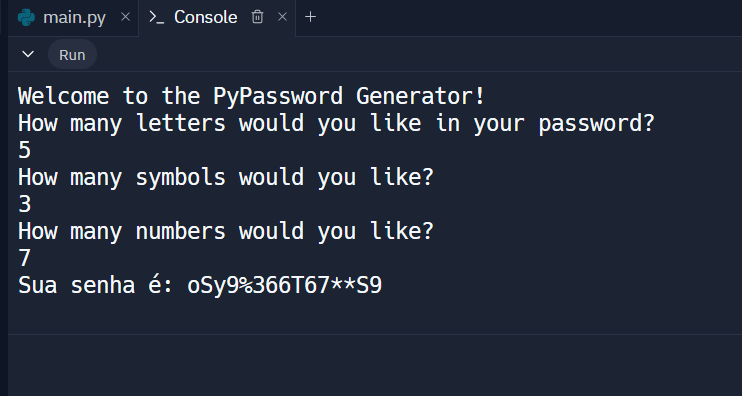 main.py × >_ Console × +
Run
Welcome to the PyPassword Generator!
How many letters would you like in your password?
5
How many symbols would you like?
3
How many numbers would you like?
7
Sua senha é: oSy9%366T67**S9